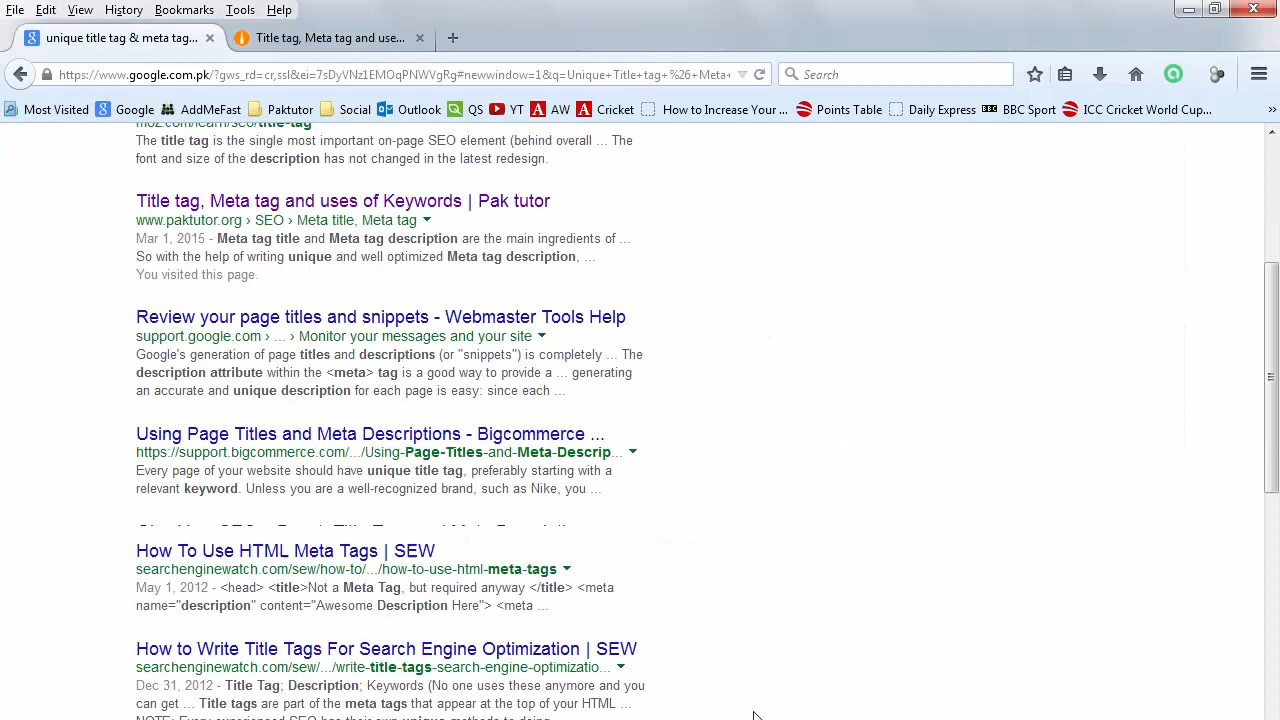 File Edit View History Bookmarks Tools Help
unique title tag & meta tag... Title tag, Meta tag and use...
https://www.google.com.pk/?gws_rd=cr,ssl&ei=7sDyVNz1EMOqPNWVgRg#newwindow=1&q=Unique+Title+tag+%26+Meta+ Search
Most Visited Google AddMeFast Paktutor Social Outlook QS YT AW Cricket How to Increase Your ... Points Table Daily Express BBC Sport ICC Cricket World Cup... »
moz.com/learn/seo/title-tag
The title tag is the single most important on-page SEO element (behind overall ... The
font and size of the description has not changed in the latest redesign.
Title tag, Meta tag and uses of Keywords | Pak tutor
www.paktutor.org › SEO › Meta title, Meta tag
Mar 1, 2015 - Meta tag title and Meta tag description are the main ingredients of ...
So with the help of writing unique and well optimized Meta tag description, ...
You visited this page.
Review your page titles and snippets - Webmaster Tools Help
support.google.com › ... › Monitor your messages and your site
Google's generation of page titles and descriptions (or "snippets") is completely ... The
description attribute within the <meta> tag is a good way to provide a ... generating
an accurate and unique description for each page is easy: since each ...
Using Page Titles and Meta Descriptions - Bigcommerce ...
https://support.bigcommerce.com/.../Using-Page-Titles-and-Meta-Descrip...
Every page of your website should have unique title tag, preferably starting with a
relevant keyword. Unless you are a well-recognized brand, such as Nike, you ...
How To Use HTML Meta Tags | SEW
searchenginewatch.com/sew/how-to/.../how-to-use-html-meta-tags
May 1, 2012 - <head> <title>Not a Meta Tag, but required anyway </title> <meta
name="description" content="Awesome Description Here"> <meta ...
How to Write Title Tags For Search Engine Optimization | SEW
searchenginewatch.com/sew/.../write-title-tags-search-engine-optimizatio...
Dec 31, 2012 - Title Tag; Description; Keywords (No one uses these anymore and you
can get ... Title tags are part of the meta tags that appear at the top of your HTML ...
NOTE: Every experienced SEO has their own unique methods to doing